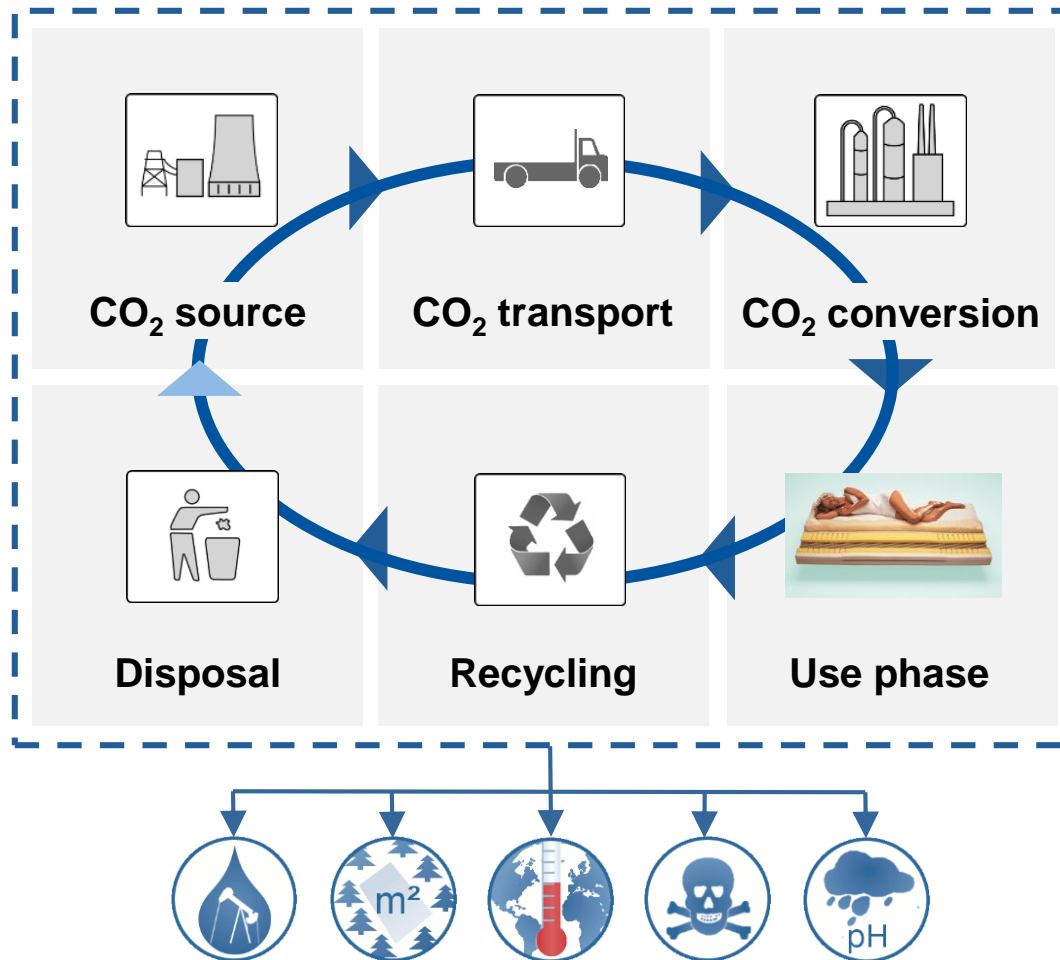 CO₂ source
CO₂ transport
CO₂ conversion
Disposal
Recycling
Use phase
m²
pH